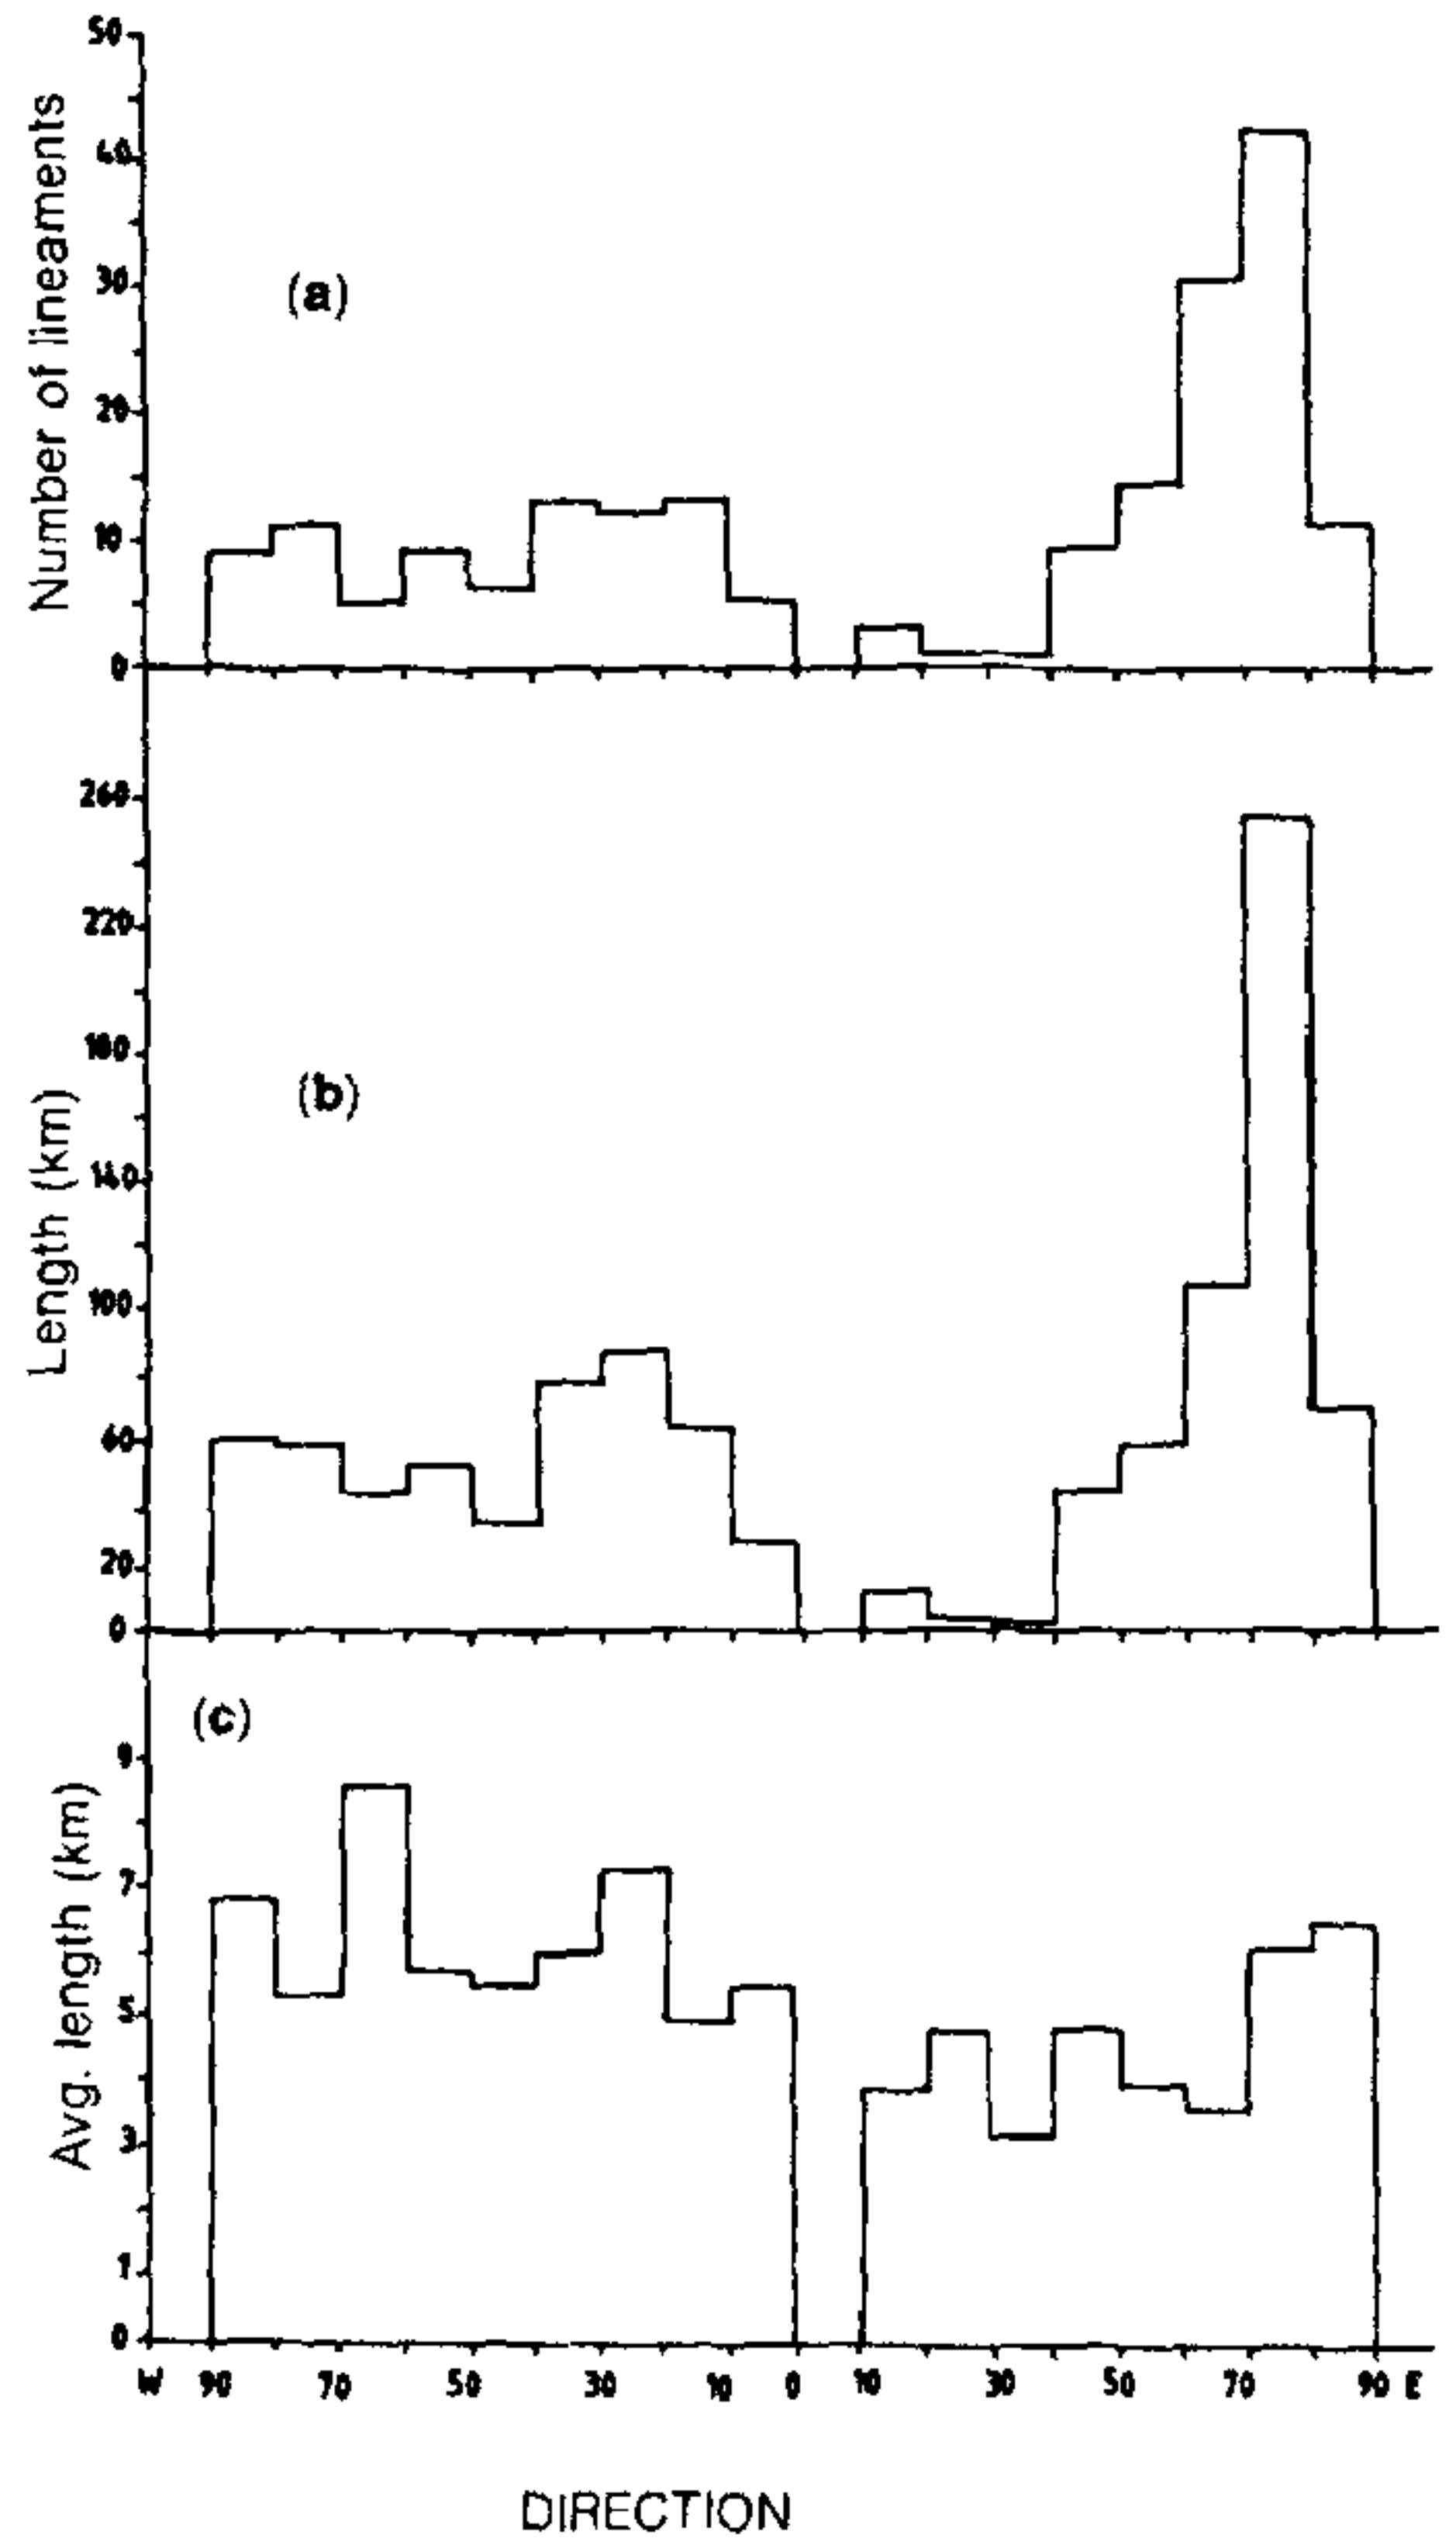 50
40
30
20
10
0
Number of lineaments
(a)
260
220
180
140
100
60
20
0
Length (km)
(b)
(c)
9
7
5
3
1
0
Avg. length (km)
W 90 70 50 30 10 0 10 30 50 70 90 E
DIRECTION